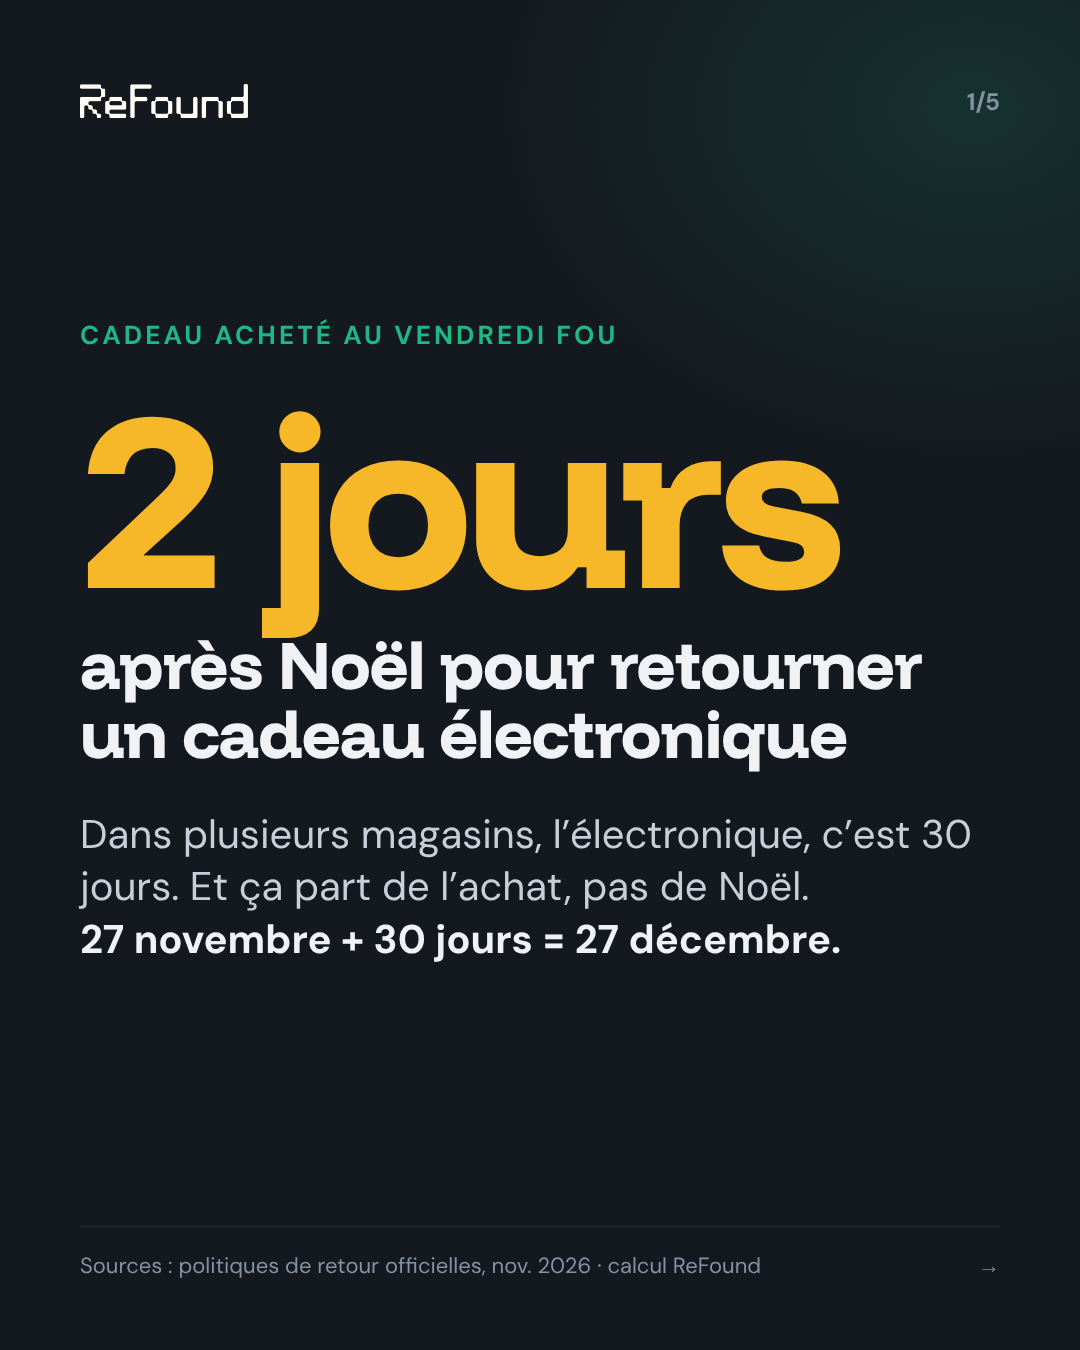 ReFound
1/5
CADEAU ACHETÉ AU VENDREDI FOU
2 jours
après Noël pour retourner
un cadeau électronique
Dans plusieurs magasins, l’électronique, c’est 30
jours. Et ça part de l’achat, pas de Noël.
27 novembre + 30 jours = 27 décembre.
Sources : politiques de retour officielles, nov. 2026 · calcul ReFound →